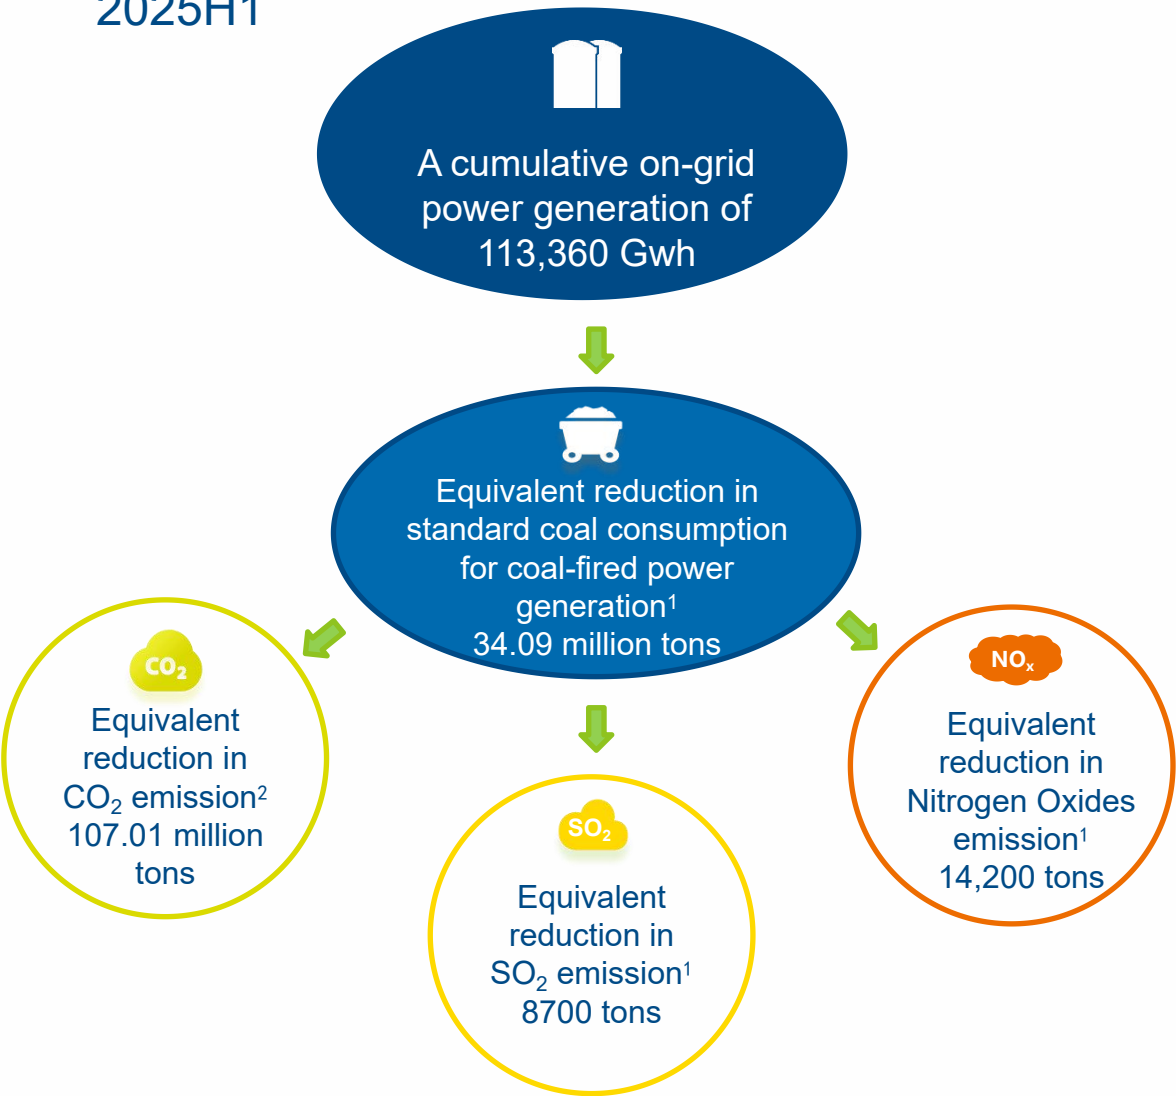 2025H1
A cumulative on-grid
power generation of
113,360 Gwh
Equivalent reduction in
standard coal consumption
for coal-fired power
generation¹
34.09 million tons
CO₂
Equivalent
reduction in
CO₂ emission²
107.01 million
tons
SO₂
Equivalent
reduction in
SO₂ emission¹
8700 tons
NOₓ
Equivalent
reduction in
Nitrogen Oxides
emission¹
14,200 tons